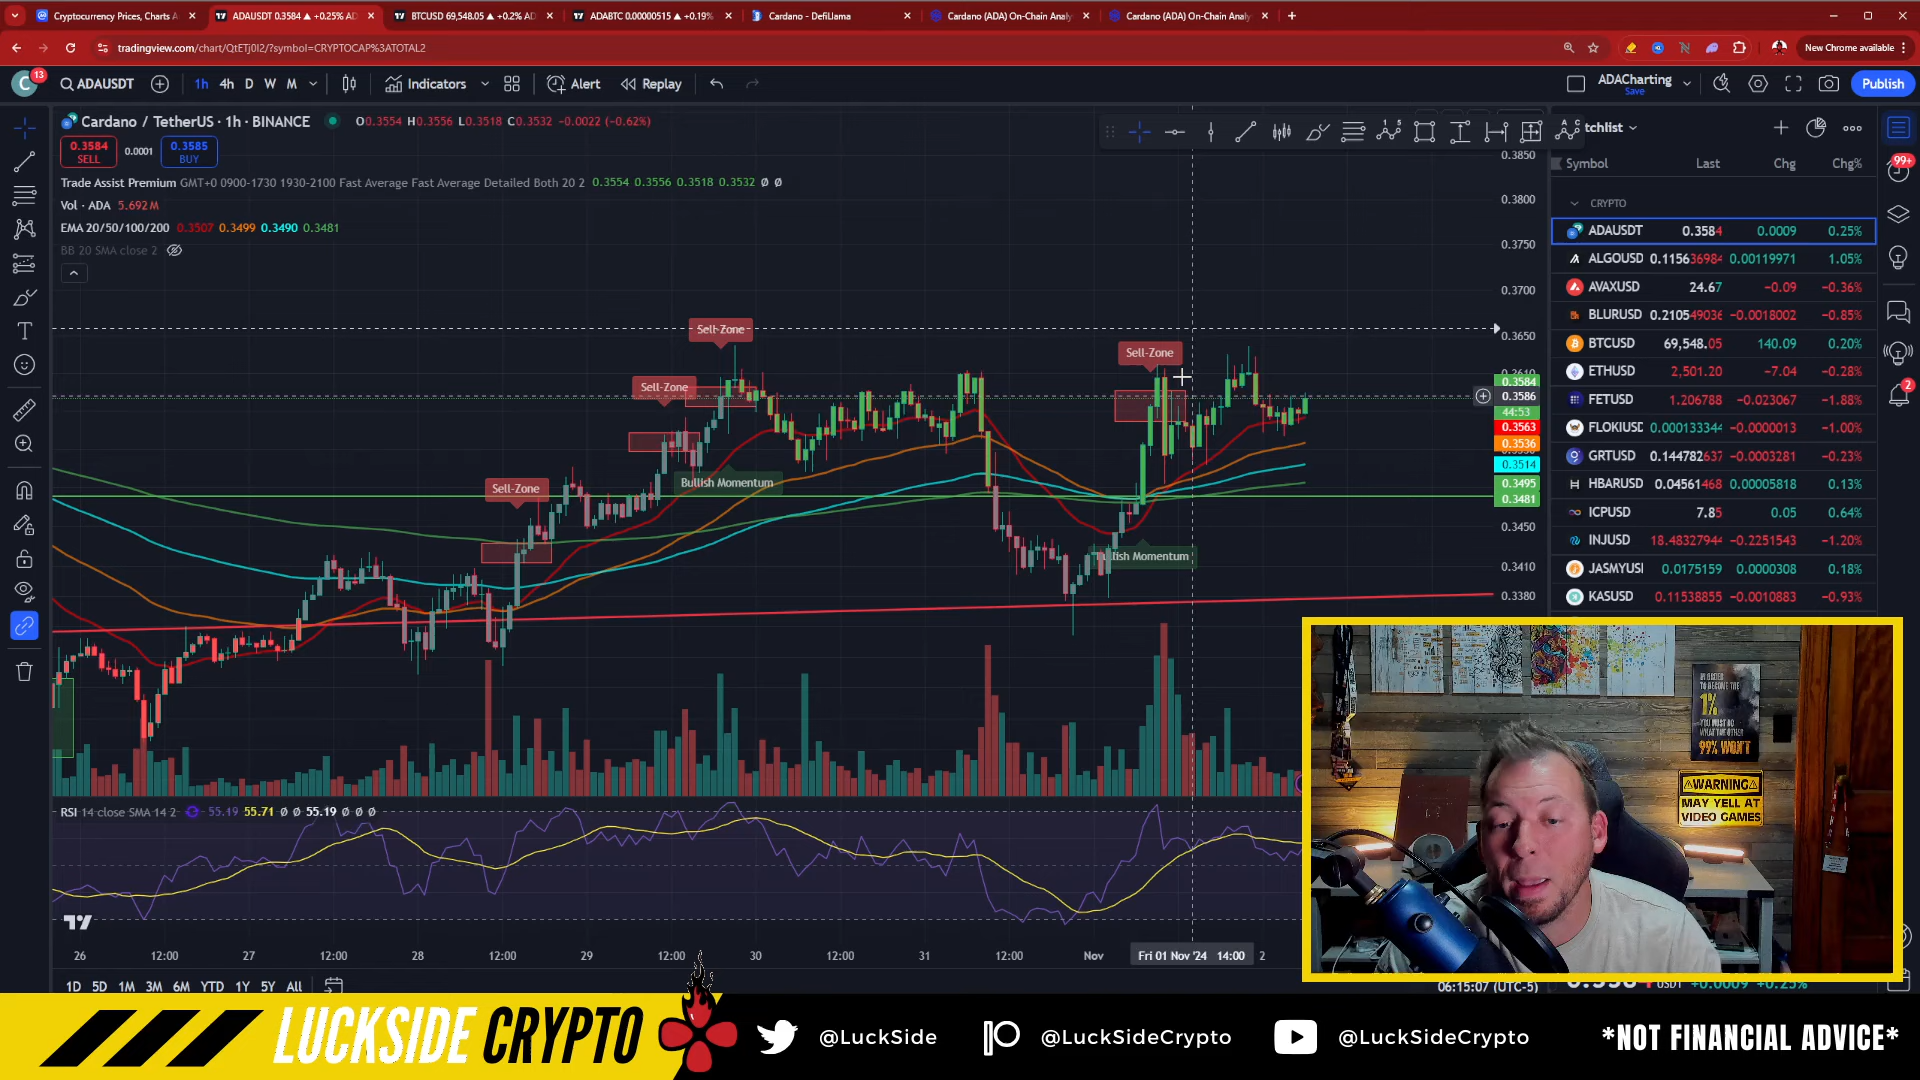 Cryptocurrency Prices, Charts A
ADAUSDT 0.3584 ▲ +0.25% AD
BTCUSD 69,548.05 ▲ +0.2% AD
ADABTC 0.00000515 ▲ +0.19%
Cardano - DefiLlama
Cardano (ADA) On-Chain Analy
Cardano (ADA) On-Chain Analy
tradingview.com/chart/QtETj0I2/?symbol=CRYPTOCAP%3ATOTAL2
New Chrome available
C 13
ADAUSDT
1h 4h D W M
Indicators
Alert
Replay
ADACharting
Save
Publish
Cardano / TetherUS · 1h · BINANCE
O0.3554 H0.3556 L0.3518 C0.3532 −0.0022 (−0.62%)
0.3584
SELL
0.0001
0.3585
BUY
Trade Assist Premium GMT+0 0900-1730 1930-2100 Fast Average Fast Average Detailed Both 20 2 0.3554 0.3556 0.3518 0.3532 Ø Ø
Vol · ADA 5.692M
EMA 20/50/100/200 0.3507 0.3499 0.3490 0.3481
BB 20 SMA close 2
Sell-Zone
Sell-Zone
Sell-Zone
Sell-Zone
Bullish Momentum
llish Momentum
0.3850
0.3800
0.3750
0.3700
0.3650
0.3584
0.3586
44:53
0.3563
0.3536
0.3514
0.3495
0.3481
0.3450
0.3410
0.3380
RSI 14 close SMA 14 2 55.19 55.71 Ø Ø 55.19 Ø Ø Ø
26 12:00 27 12:00 28 12:00 29 12:00 30 12:00 31 12:00 Nov Fri 01 Nov '24 14:00 2
1D 5D 1M 3M 6M YTD 1Y 5Y All
06:15:07 (UTC-5)
tchlist
Symbol Last Chg Chg%
CRYPTO
ADAUSDT 0.3584 0.0009 0.25%
ALGOUSD 0.11563698 0.00119971 1.05%
AVAXUSD 24.67 −0.09 −0.36%
BLURUSD 0.21054903 −0.0018002 −0.85%
BTCUSD 69,548.05 140.09 0.20%
ETHUSD 2,501.20 −7.04 −0.28%
FETUSD 1.206788 −0.023067 −1.88%
FLOKIUSD 0.000133344 −0.0000013 −1.00%
GRTUSD 0.144782637 −0.0003281 −0.23%
HBARUSD 0.04561468 0.00005818 0.13%
ICPUSD 7.85 0.05 0.64%
INJUSD 18.48327944 −0.2251543 −1.20%
JASMYUSI 0.0175159 0.0000308 0.18%
KASUSD 0.11538855 −0.0010883 −0.93%
99+
2
USDT +0.0009 +0.25%
IN ORDER
TO BECOME THE
1%
YOU MUST DO
WHAT THE OTHER
99% WON'T
WARNING
MAY YELL AT
VIDEO GAMES
LUCKSIDE CRYPTO
@LuckSide
@LuckSideCrypto
@LuckSideCrypto
*NOT FINANCIAL ADVICE*